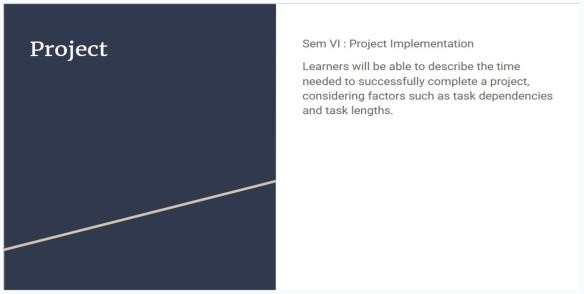 Project
Sem VI : Project Implementation
Learners will be able to describe the time
needed to successfully complete a project,
considering factors such as task dependencies
and task lengths.